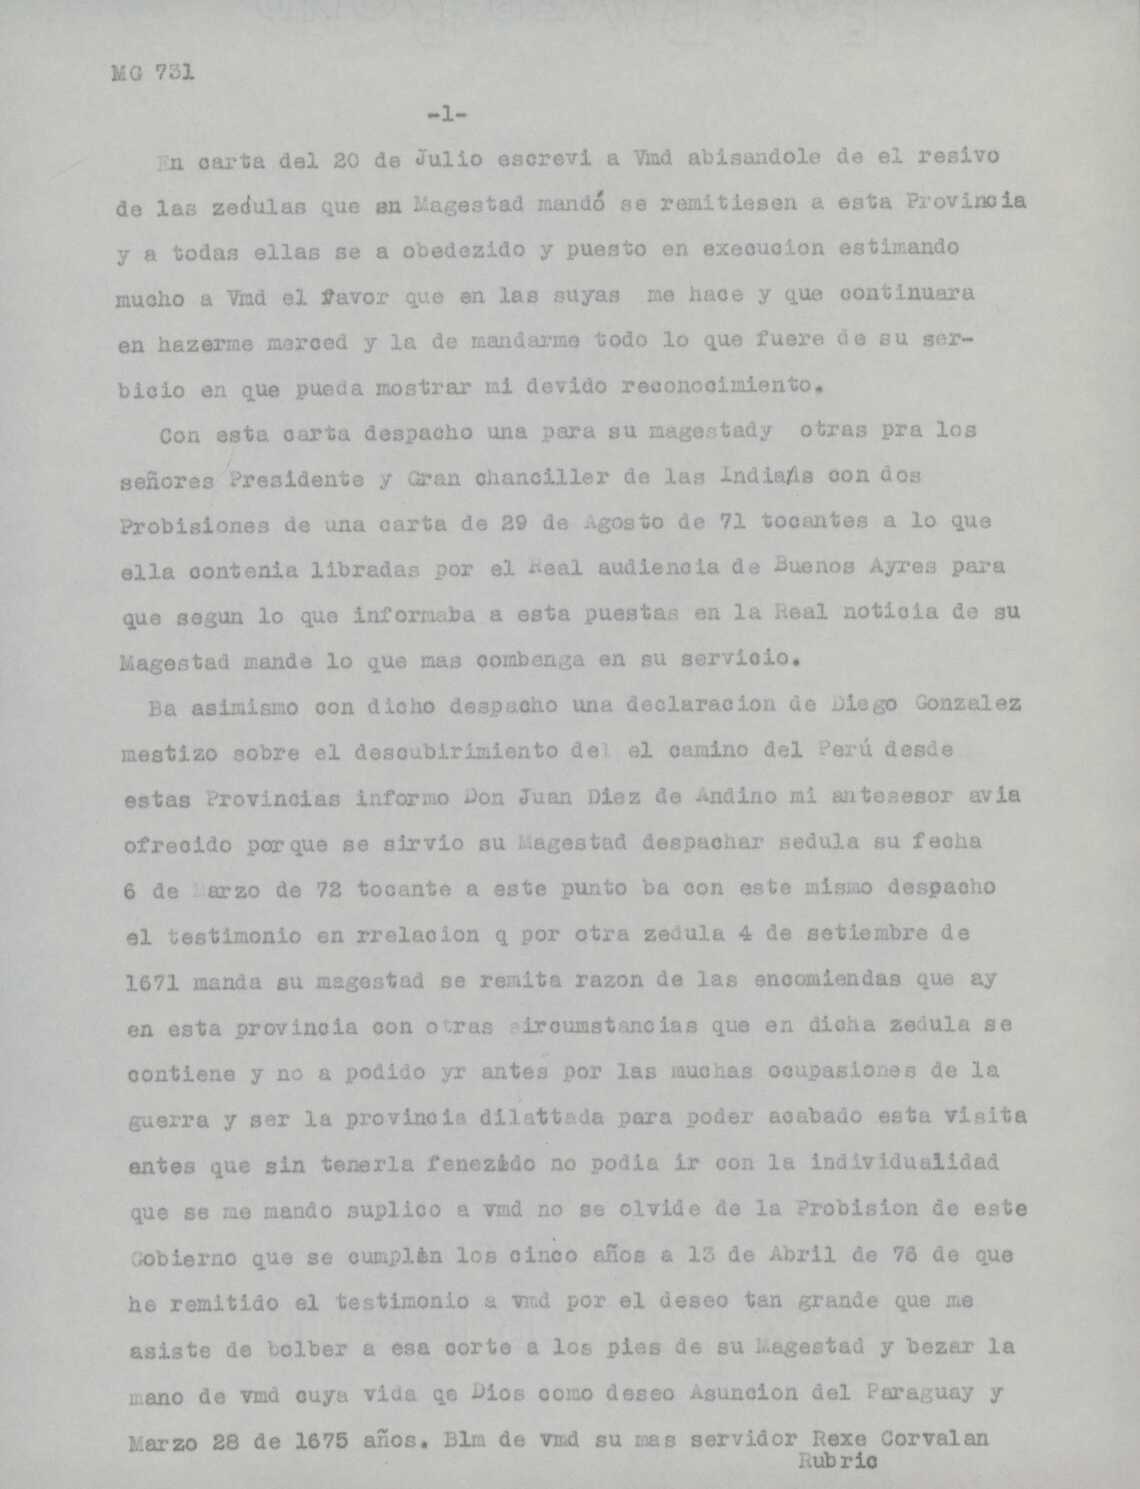 MG 731
-1-
En carta del 20 de Julio escrevi a Vmd abisandole de el resivo
de las zedulas que en Magestad mandó se remitiesen a esta Provincia
y a todas ellas se a obedezido y puesto en execucion estimando
mucho a Vmd el favor que en las suyas me hace y que continuara
en hazerme merced y la de mandarme todo lo que fuere de su ser-
bicio en que pueda mostrar mi devido reconocimiento.
Con esta carta despacho una para su magestady otras pra los
señores Presidente y Gran chanciller de las Indias con dos
Probisiones de una carta de 29 de Agosto de 71 tocantes a lo que
ella contenia libradas por el Real audiencia de Buenos Ayres para
que segun lo que informaba a esta puestas en la Real noticia de su
Magestad mande lo que mas combenga en su servicio.
Ba asimismo con dicho despacho una declaracion de Diego Gonzalez
mestizo sobre el descubirimiento del el camino del Perú desde
estas Provincias informo Don Juan Diez de Andino mi antesesor avia
ofrecido porque se sirvio su Magestad despachar sedula su fecha
6 de Marzo de 72 tocante a este punto ba con este mismo despacho
el testimonio en rrelacion q por otra zedula 4 de setiembre de
1671 manda su magestad se remita razon de las encomiendas que ay
en esta provincia con otras circumstancias que en dicha zedula se
contiene y no a podido yr antes por las muchas ocupasiones de la
guerra y ser la provincia dilattada para poder acabado esta visita
entes que sin tenerla fenezido no podia ir con la individualidad
que se me mando suplico a vmd no se olvide de la Probision de este
Gobierno que se cumplen los cinco años a 13 de Abril de 76 de que
he remitido el testimonio a vmd por el deseo tan grande que me
asiste de bolber a esa corte a los pies de su Magestad y bezar la
mano de vmd cuya vida qe Dios como deseo Asuncion del Paraguay y
Marzo 28 de 1675 años. Blm de vmd su mas servidor Rexe Corvalan
Rubric